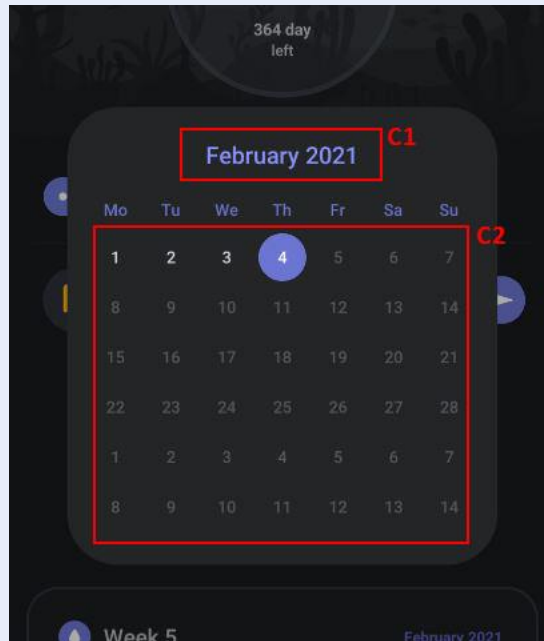 364 day
left
February 2021
C1
Mo Tu We Th Fr Sa Su
C2
1 2 3 4 5 6 7
8 9 10 11 12 13 14
15 16 17 18 19 20 21
22 23 24 25 26 27 28
1 2 3 4 5 6 7
8 9 10 11 12 13 14
Week 5 February 2021